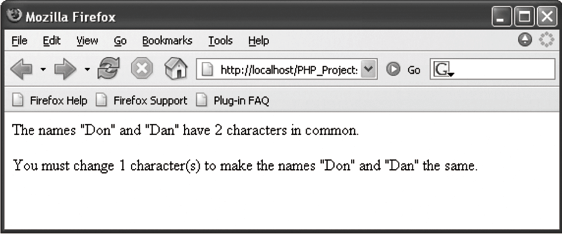 Mozilla Firefox
File Edit View Go Bookmarks Tools Help
http://localhost/PHP_Project: Go G
Firefox Help Firefox Support Plug-in FAQ
The names "Don" and "Dan" have 2 characters in common.
You must change 1 character(s) to make the names "Don" and "Dan" the same.